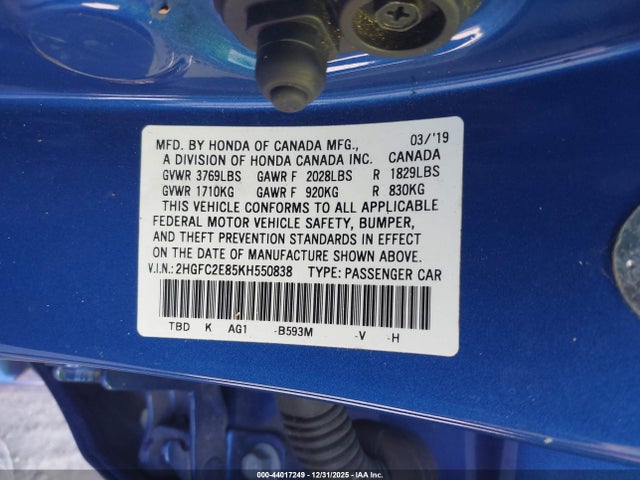 MFD. BY HONDA OF CANADA MFG., 03/'19
A DIVISION OF HONDA CANADA INC. CANADA
GVWR 3769LBS GAWR F 2028LBS R 1829LBS
GVWR 1710KG GAWR F 920KG R 830KG
THIS VEHICLE CONFORMS TO ALL APPLICABLE
FEDERAL MOTOR VEHICLE SAFETY, BUMPER,
AND THEFT PREVENTION STANDARDS IN EFFECT
ON THE DATE OF MANUFACTURE SHOWN ABOVE.
V.I.N.: 2HGFC2E85KH550838 TYPE: PASSENGER CAR
TBD K AG1 -B593M -V -H
000-44017249 - 12/31/2025 - IAA Inc.